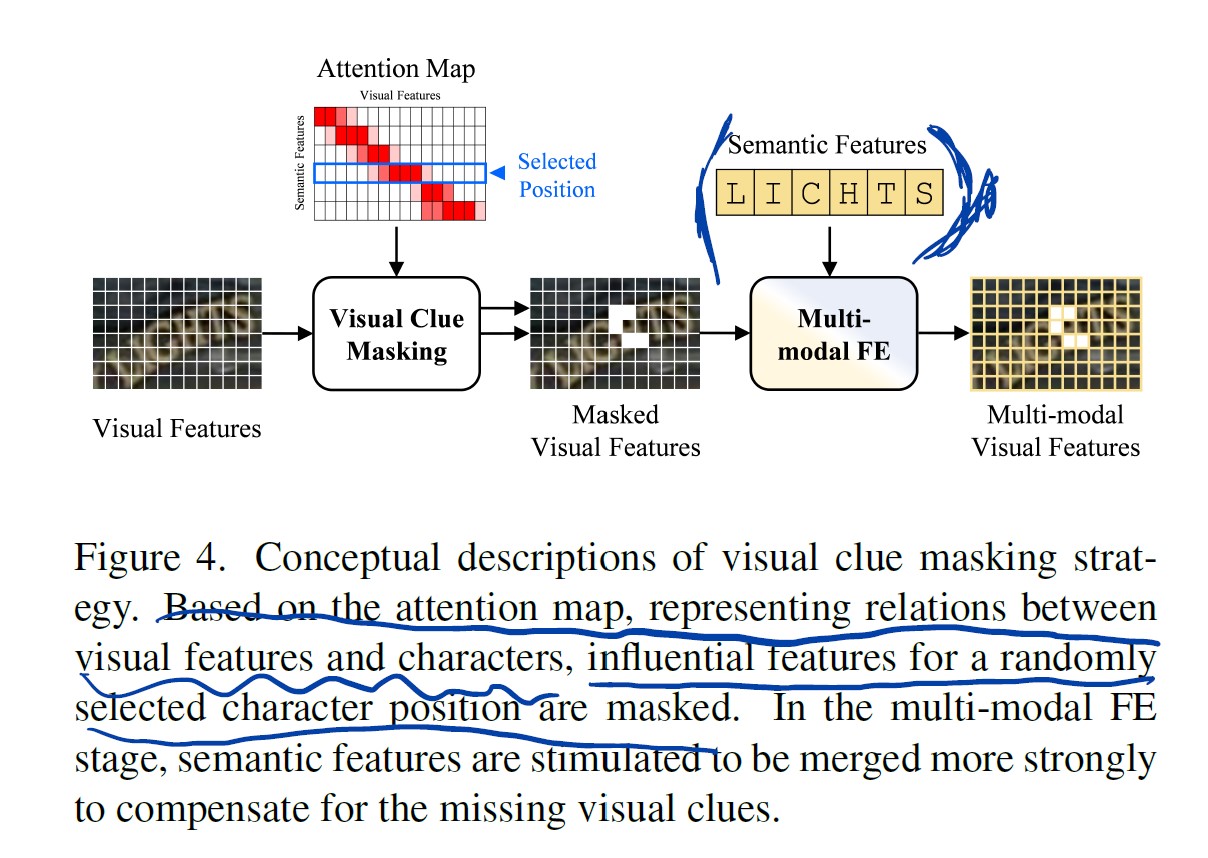 Attention Map
Visual Features
Semantic Features
Selected
Position
Semantic Features
L I C H T S
LIGHTS
Visual Clue
Masking
Multi-
modal FE
Visual Features
Masked
Visual Features
Multi-modal
Visual Features
Figure 4. Conceptual descriptions of visual clue masking strat-
egy. Based on the attention map, representing relations between
visual features and characters, influential features for a randomly
selected character position are masked. In the multi-modal FE
stage, semantic features are stimulated to be merged more strongly
to compensate for the missing visual clues.